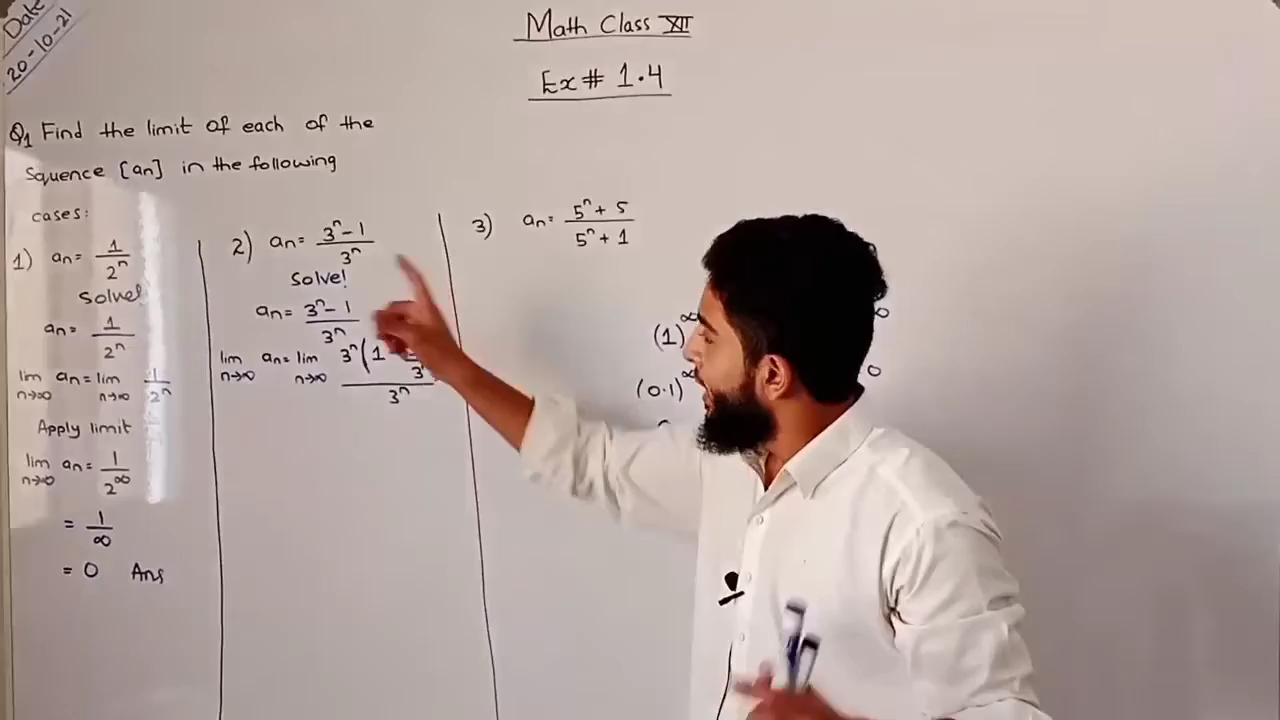 Date
20-10-21
Math Class XII
Ex# 1.4
Q1 Find the limit of each of the
Squence [an] in the following
cases:
1) an = 1/2^n
Solve!
an = 1/2^n
lim n→∞ an = lim n→∞ 1/2^n
Apply limit
lim n→∞ an = 1/2^∞
= 1/∞
= 0 Ans
2) an = 3^n - 1/3^n
Solve!
an = 3^n - 1/3^n
lim n→∞ an = lim n→∞ 3^n(1 -
3^n
3) an = 5^n + 5/5^n + 1
(1)^∞
(0.1)^∞